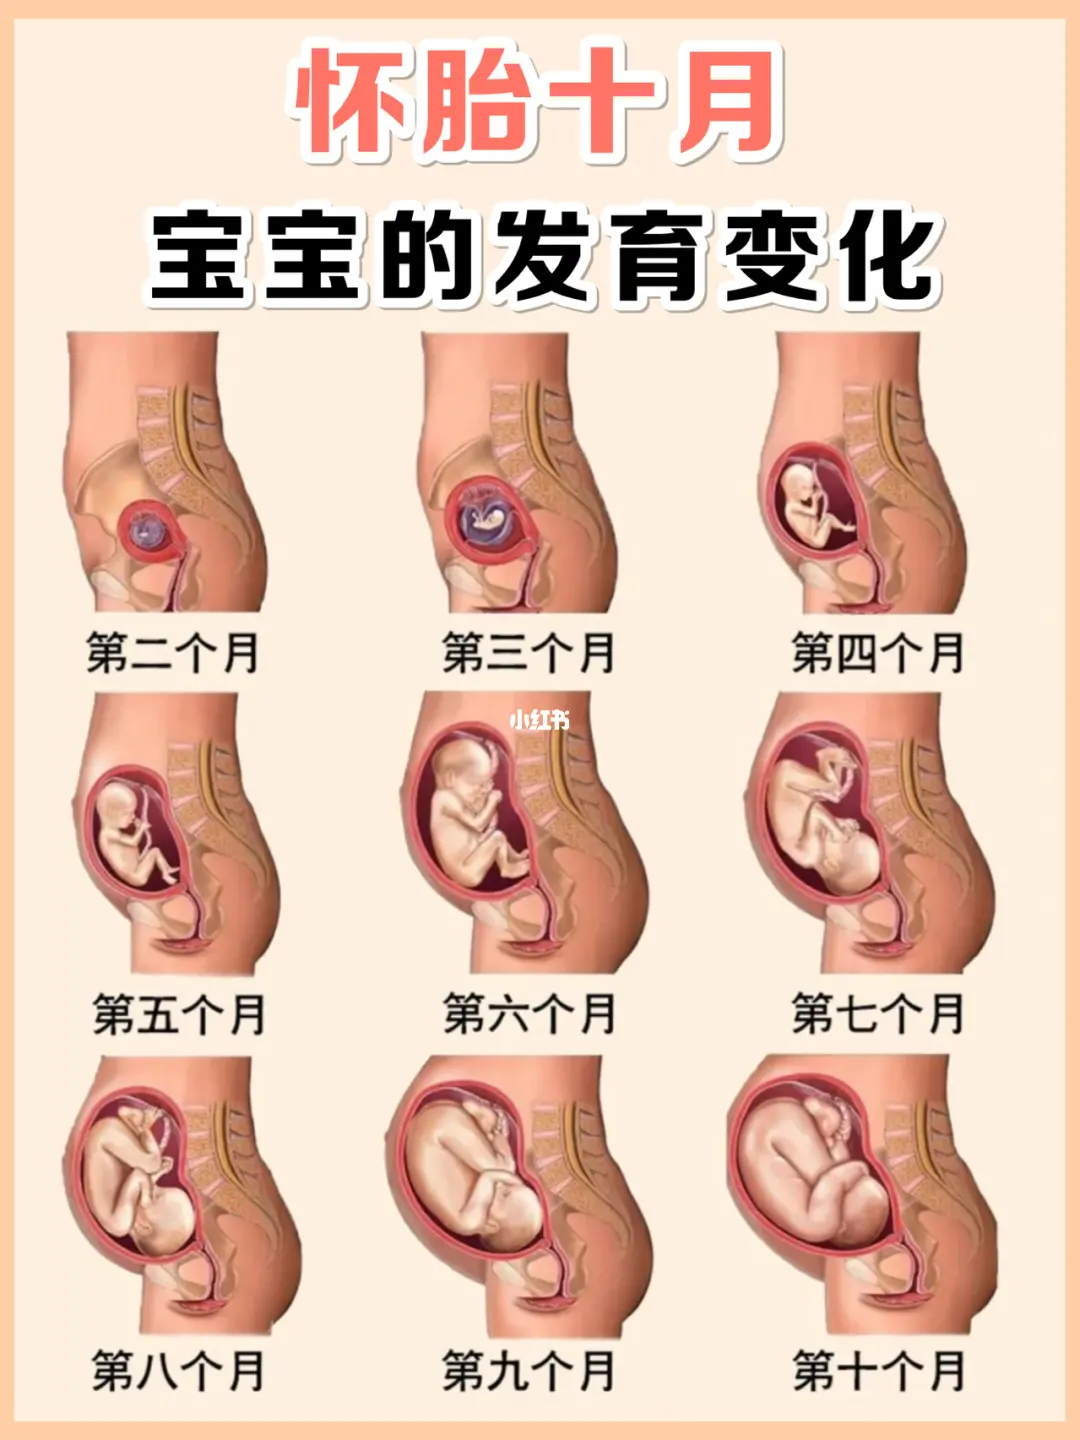 怀胎十月
宝宝的发育变化
第二个月
第三个月
第四个月
小红书
第五个月
第六个月
第七个月
第八个月
第九个月
第十个月